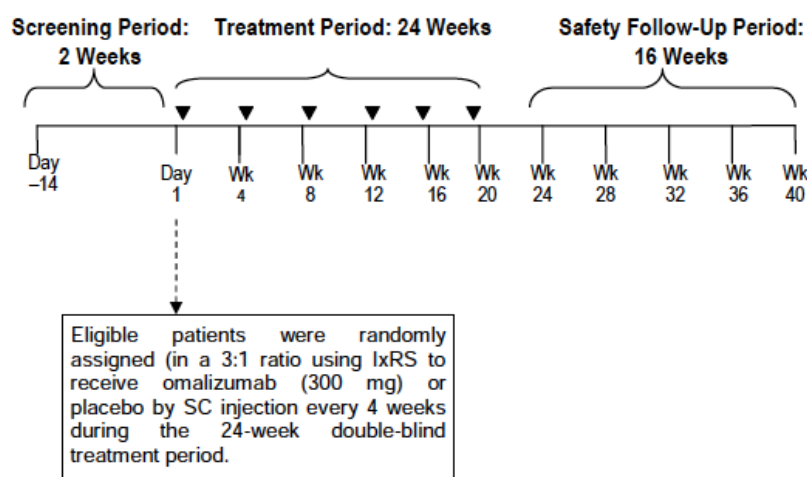 Screening Period: Treatment Period: 24 Weeks Safety Follow-Up Period:
2 Weeks 16 Weeks
Day Day Wk Wk Wk Wk Wk Wk Wk Wk Wk Wk
–14 1 4 8 12 16 20 24 28 32 36 40
Eligible patients were randomly
assigned (in a 3:1 ratio using IxRS to
receive omalizumab (300 mg) or
placebo by SC injection every 4 weeks
during the 24-week double-blind
treatment period.